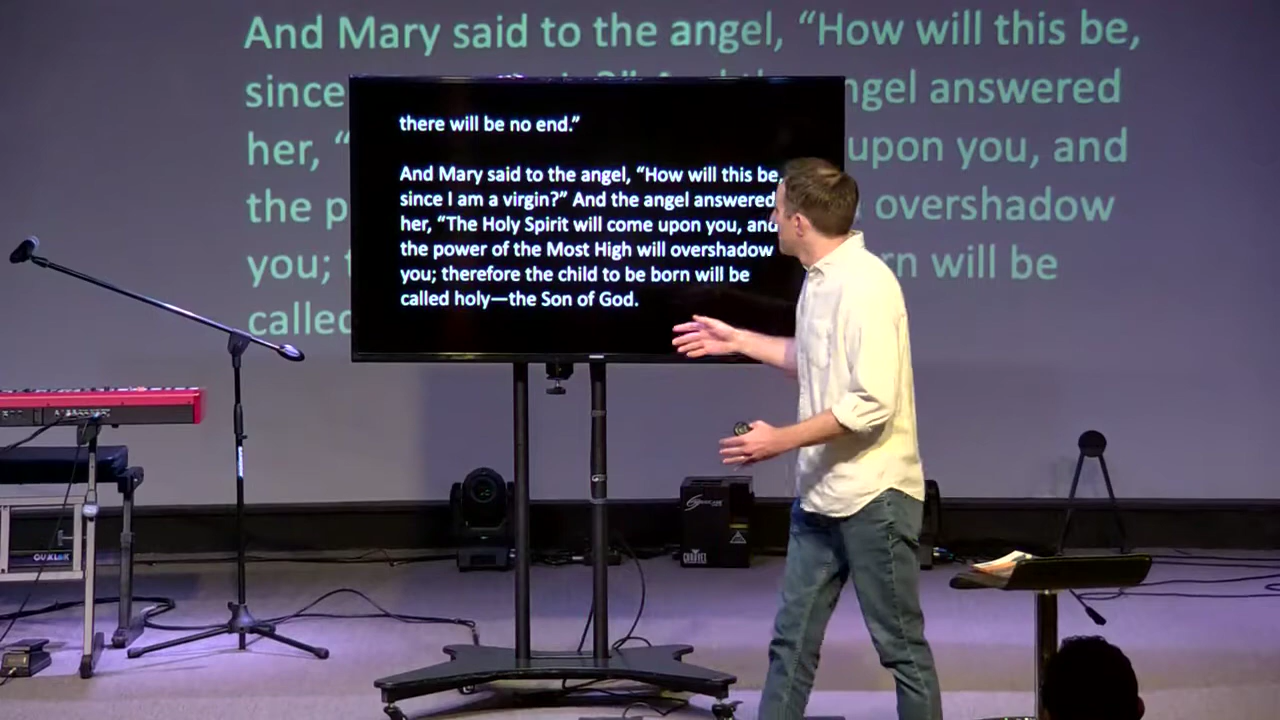 And Mary said to the angel, “How will this be,
since ngel answered
her, “ upon you, and
the p overshadow
you; rn will be
called
there will be no end.”
And Mary said to the angel, “How will this be,
since I am a virgin?” And the angel answered
her, “The Holy Spirit will come upon you, and
the power of the Most High will overshadow
you; therefore the child to be born will be
called holy—the Son of God.
QUIKLOK
CHAUVET